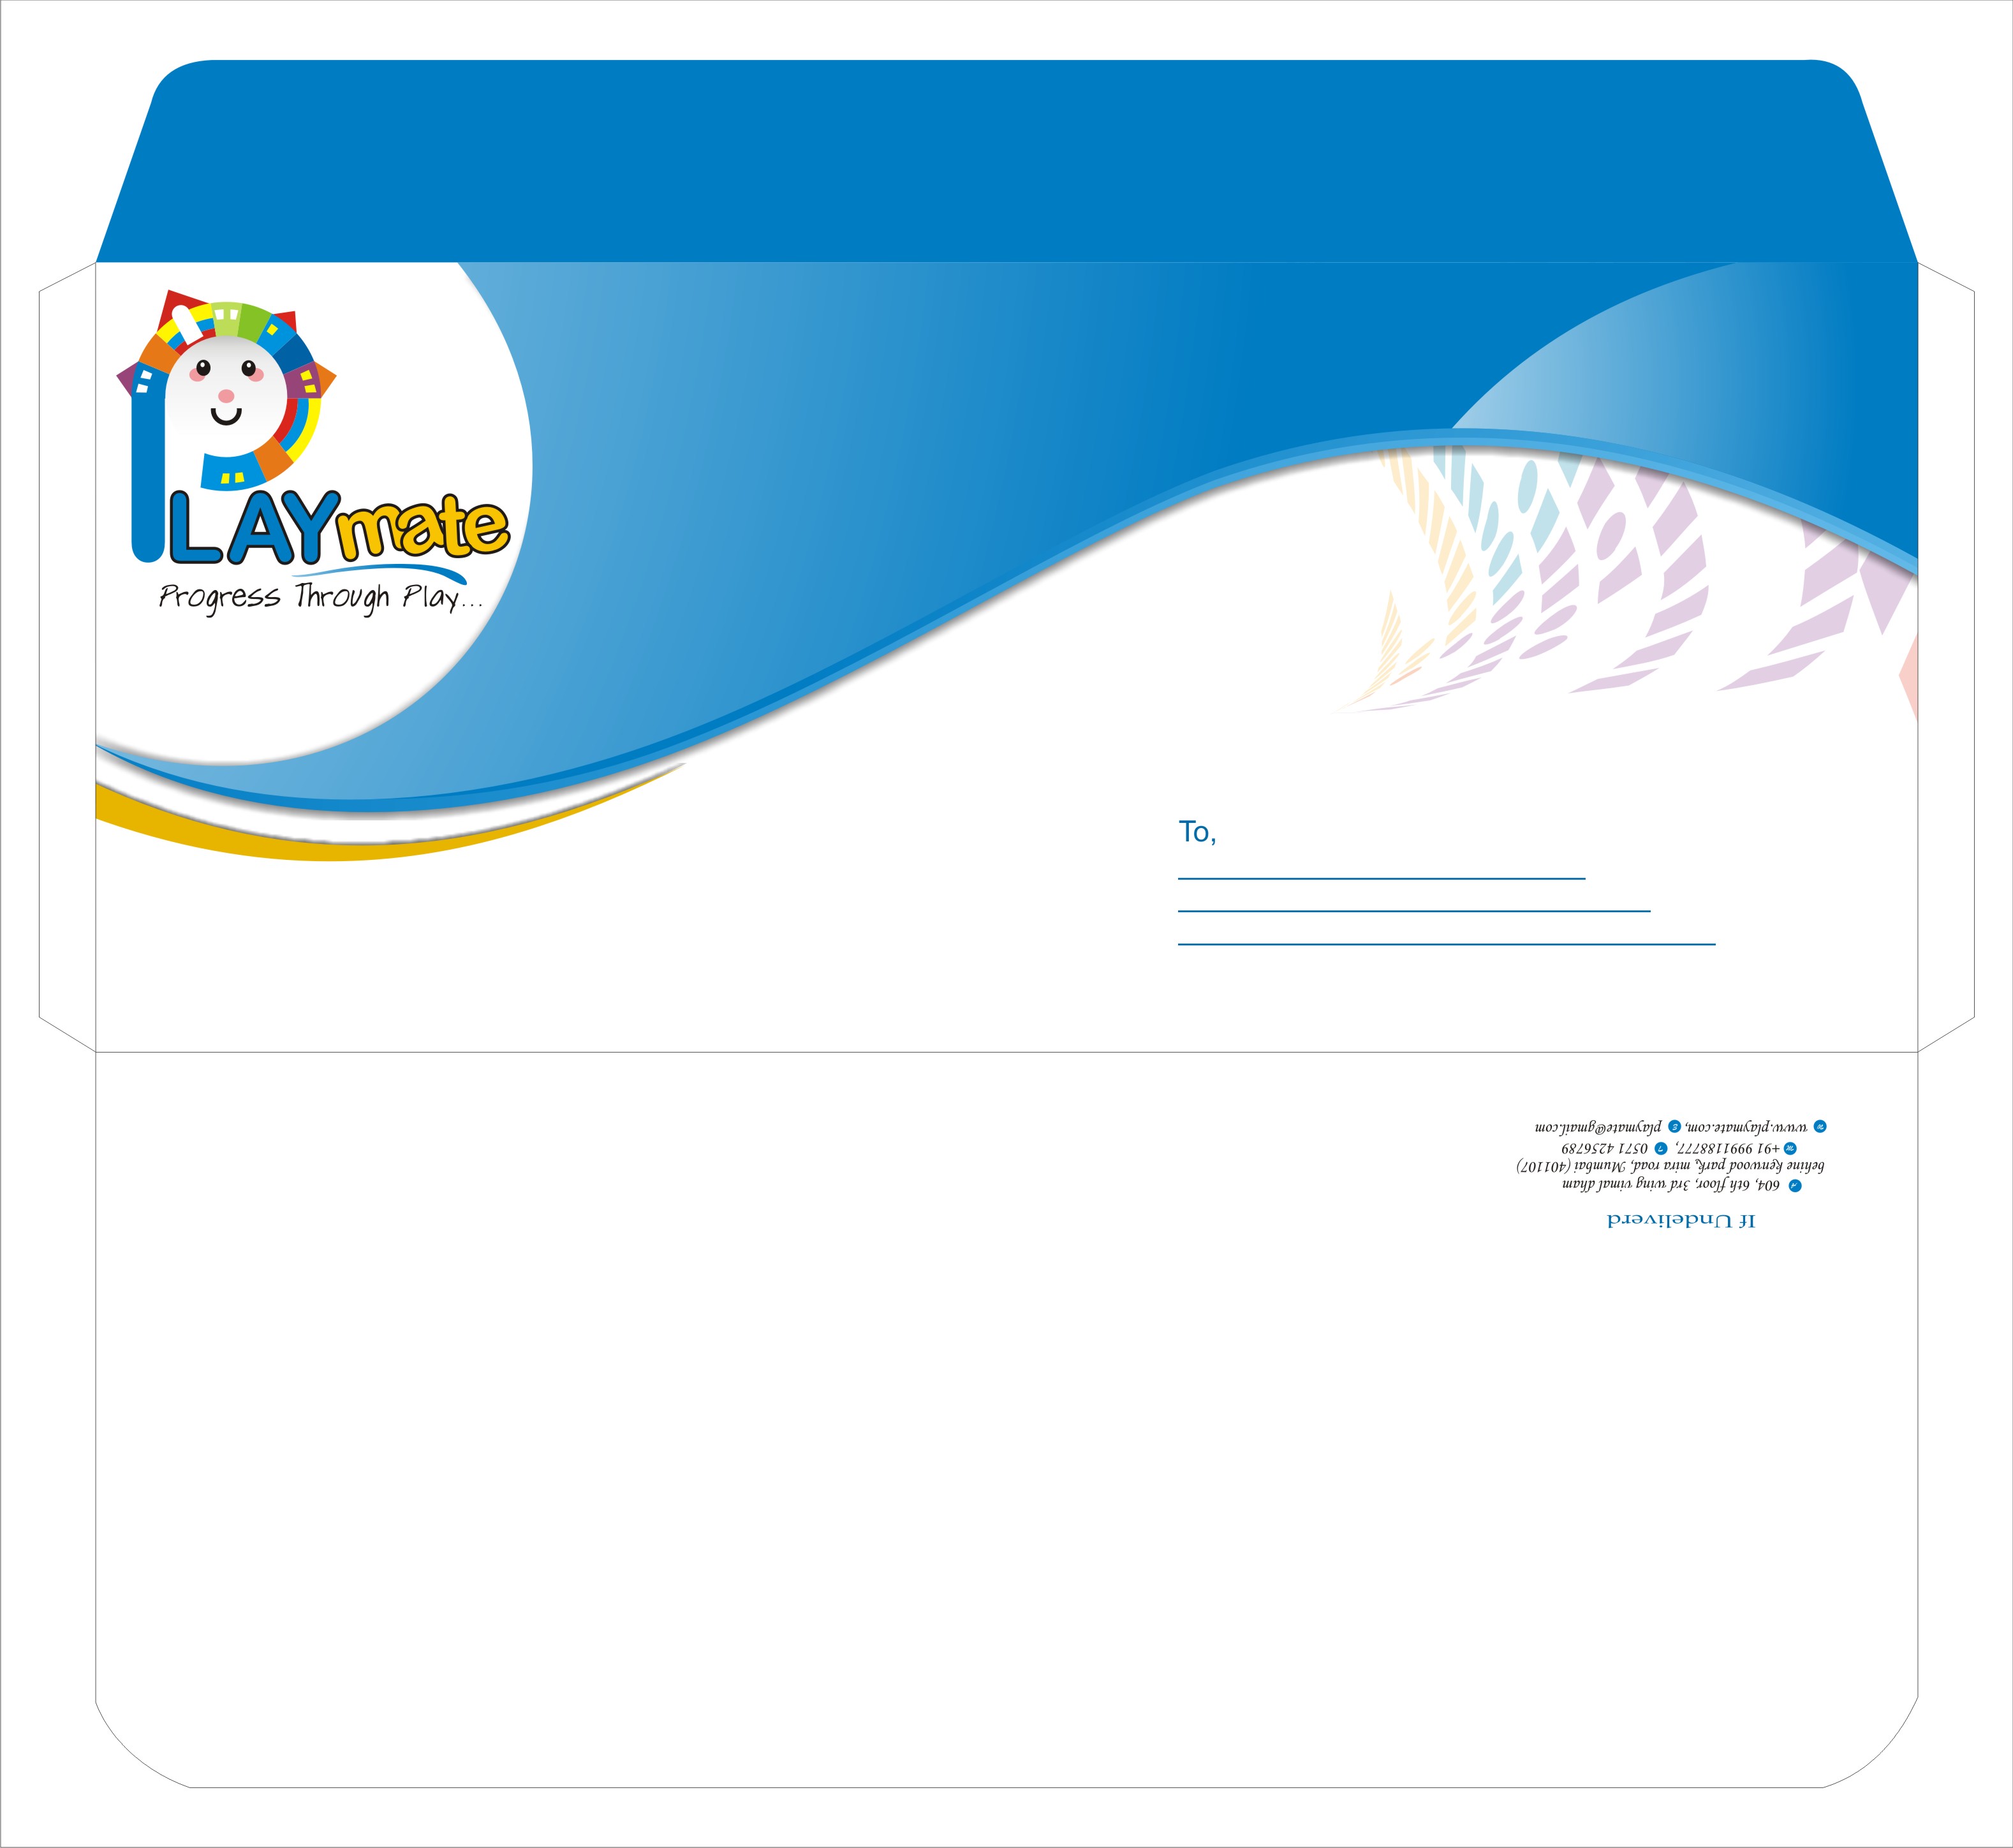 PLAYmate
Progress Through Play...
To,
If Undeliverd
A 604, 6th floor, 3rd wing vimal dham
behine kenwood park, mira road, Mumbai (401107)
M +91 9991188777, T 0571 4256789
W www.playmate.com, E playmate@gmail.com